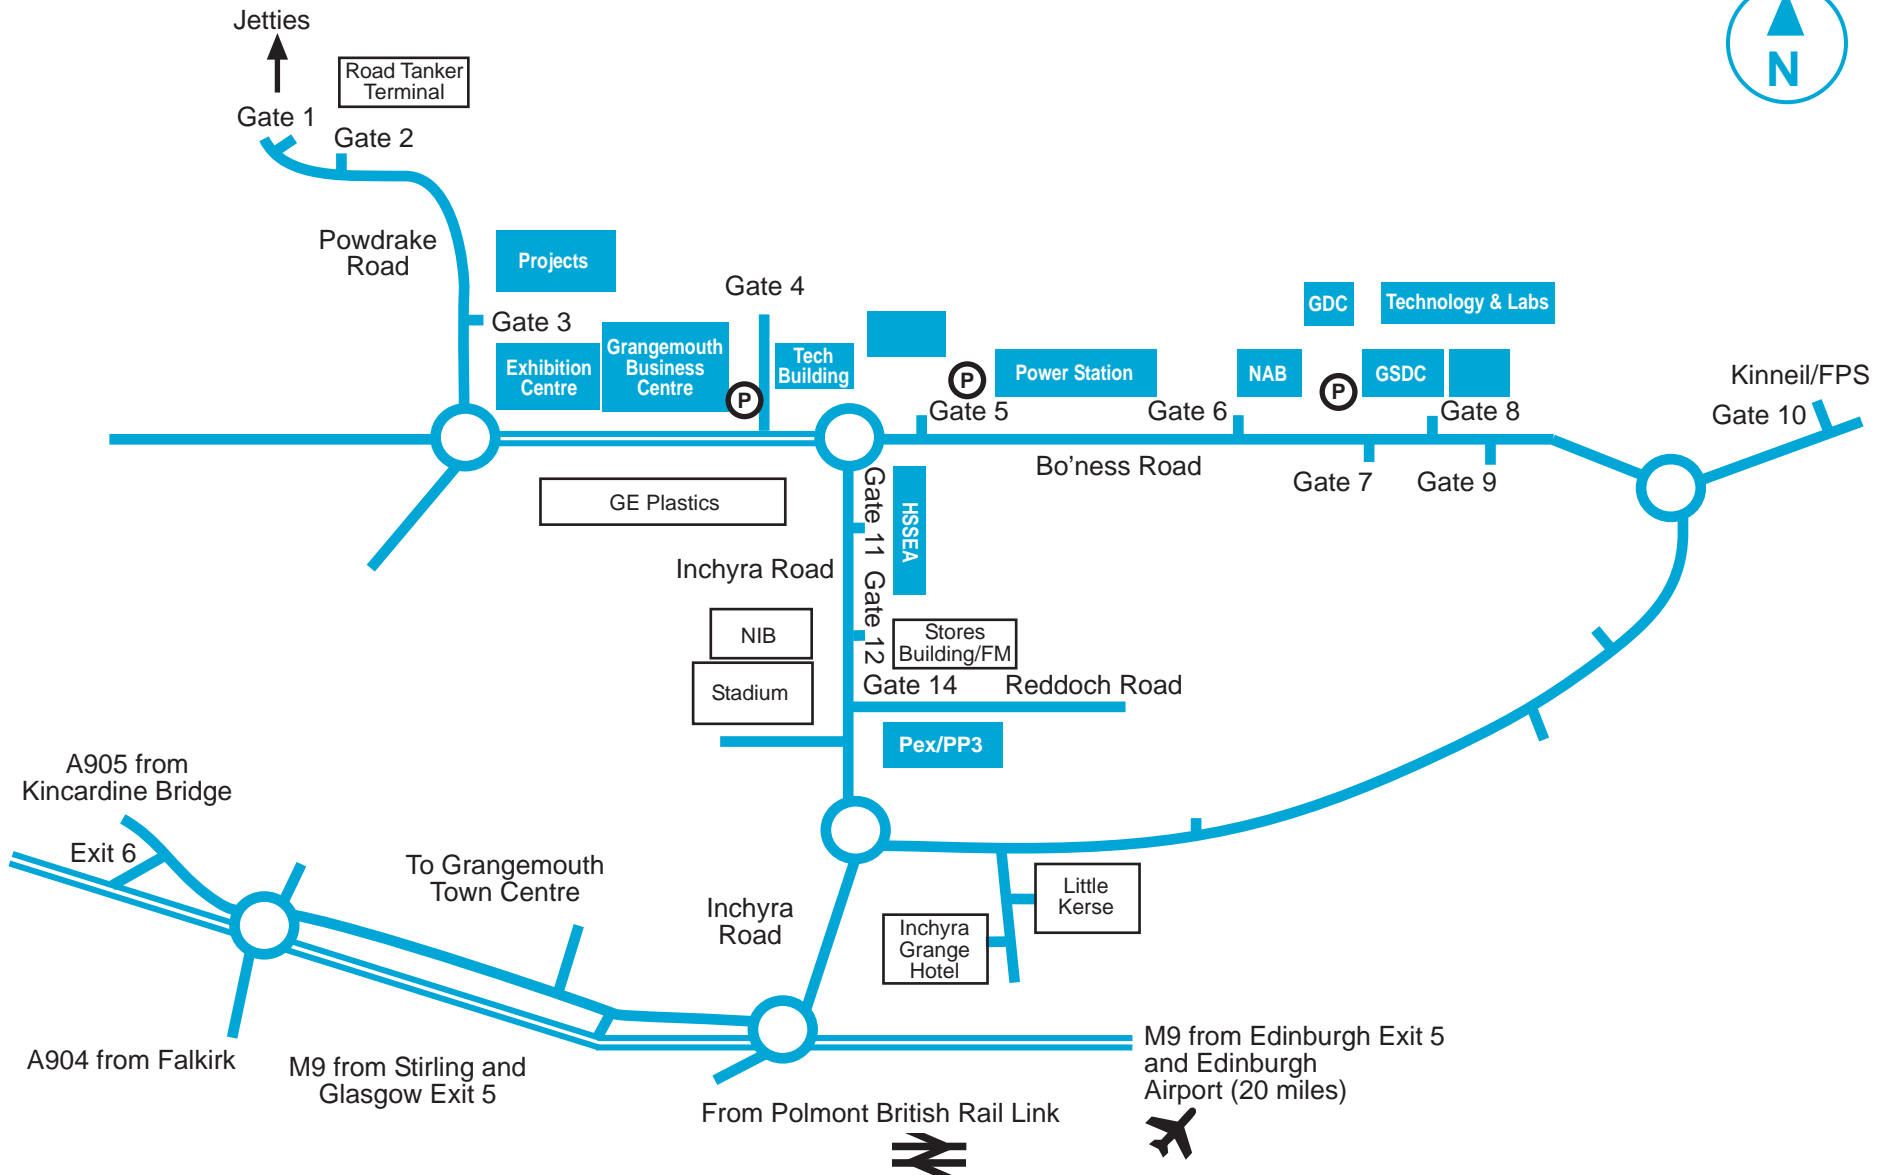 Jetties
N
Road Tanker
Terminal
Gate 1
Gate 2
Powdrake
Road
Projects
Gate 3
Gate 4
Exhibition
Centre
Grangemouth
Business
Centre
P
Tech
Building
P
Power Station
Gate 5
Gate 6
NAB
GDC
Technology & Labs
P
GSDC
Gate 8
Kinneil/FPS
Gate 10
Bo’ness Road
Gate 7
Gate 9
GE Plastics
Gate 11
HSSEA
Inchyra Road
Gate 12
NIB
Stores
Building/FM
Stadium
Gate 14
Reddoch Road
Pex/PP3
A905 from
Kincardine Bridge
Exit 6
To Grangemouth
Town Centre
Inchyra
Road
Little
Kerse
Inchyra
Grange
Hotel
A904 from Falkirk
M9 from Stirling and
Glasgow Exit 5
M9 from Edinburgh Exit 5
and Edinburgh
Airport (20 miles)
From Polmont British Rail Link